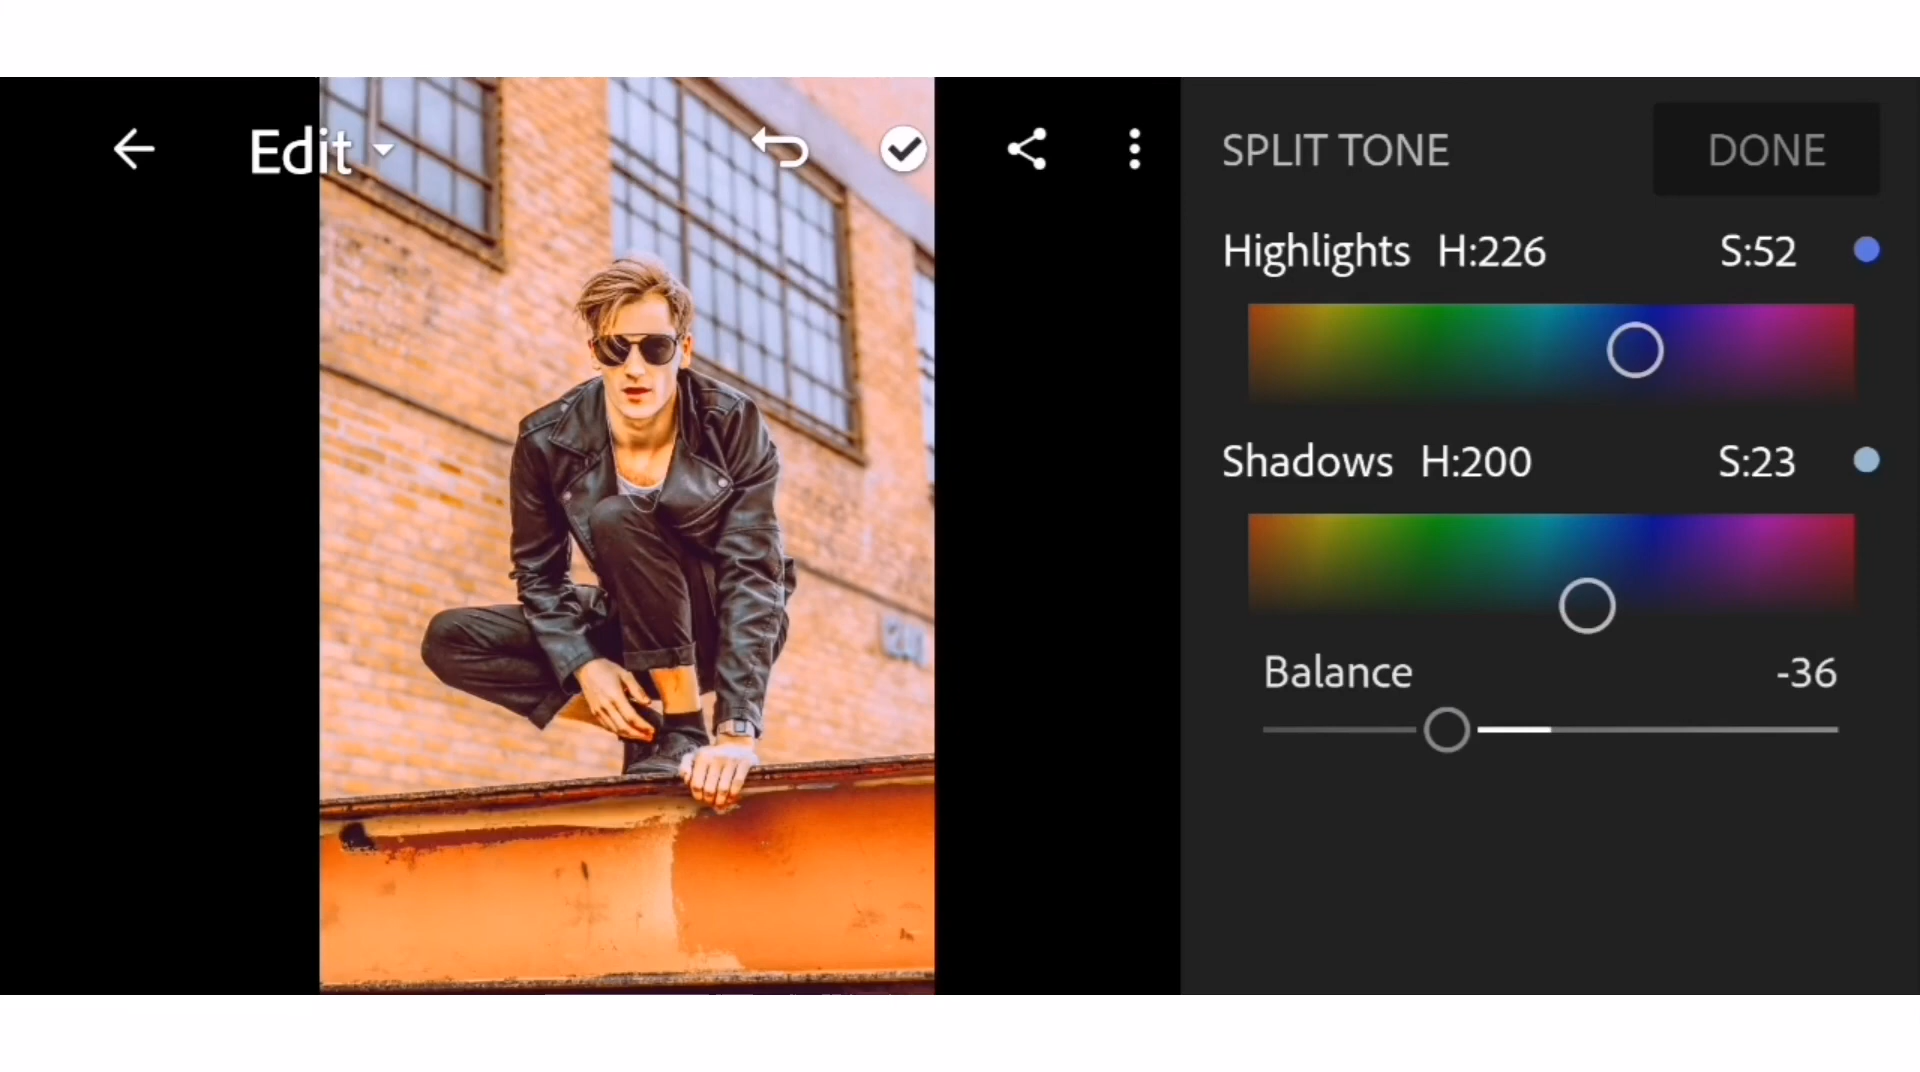 Edit
SPLIT TONE DONE
Highlights H:226 S:52
Shadows H:200 S:23
Balance -36